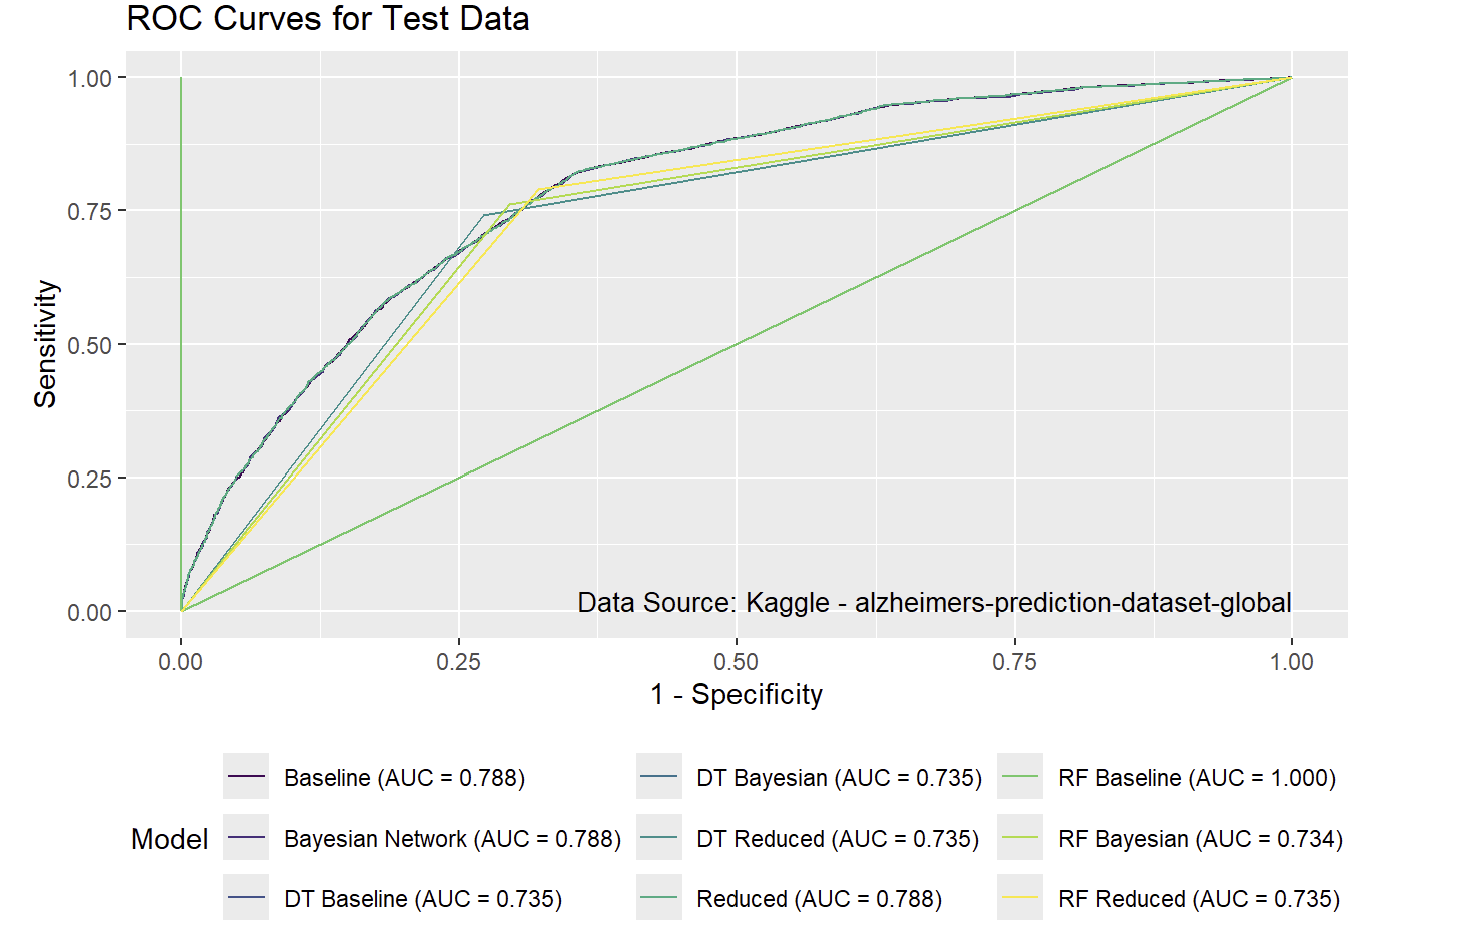 ROC Curves for Test Data
1.00
0.75
0.50
0.25
0.00
Sensitivity
Data Source: Kaggle - alzheimers-prediction-dataset-global
0.00 0.25 0.50 0.75 1.00
1 - Specificity
Model
Baseline (AUC = 0.788)
Bayesian Network (AUC = 0.788)
DT Baseline (AUC = 0.735)
DT Bayesian (AUC = 0.735)
DT Reduced (AUC = 0.735)
Reduced (AUC = 0.788)
RF Baseline (AUC = 1.000)
RF Bayesian (AUC = 0.734)
RF Reduced (AUC = 0.735)